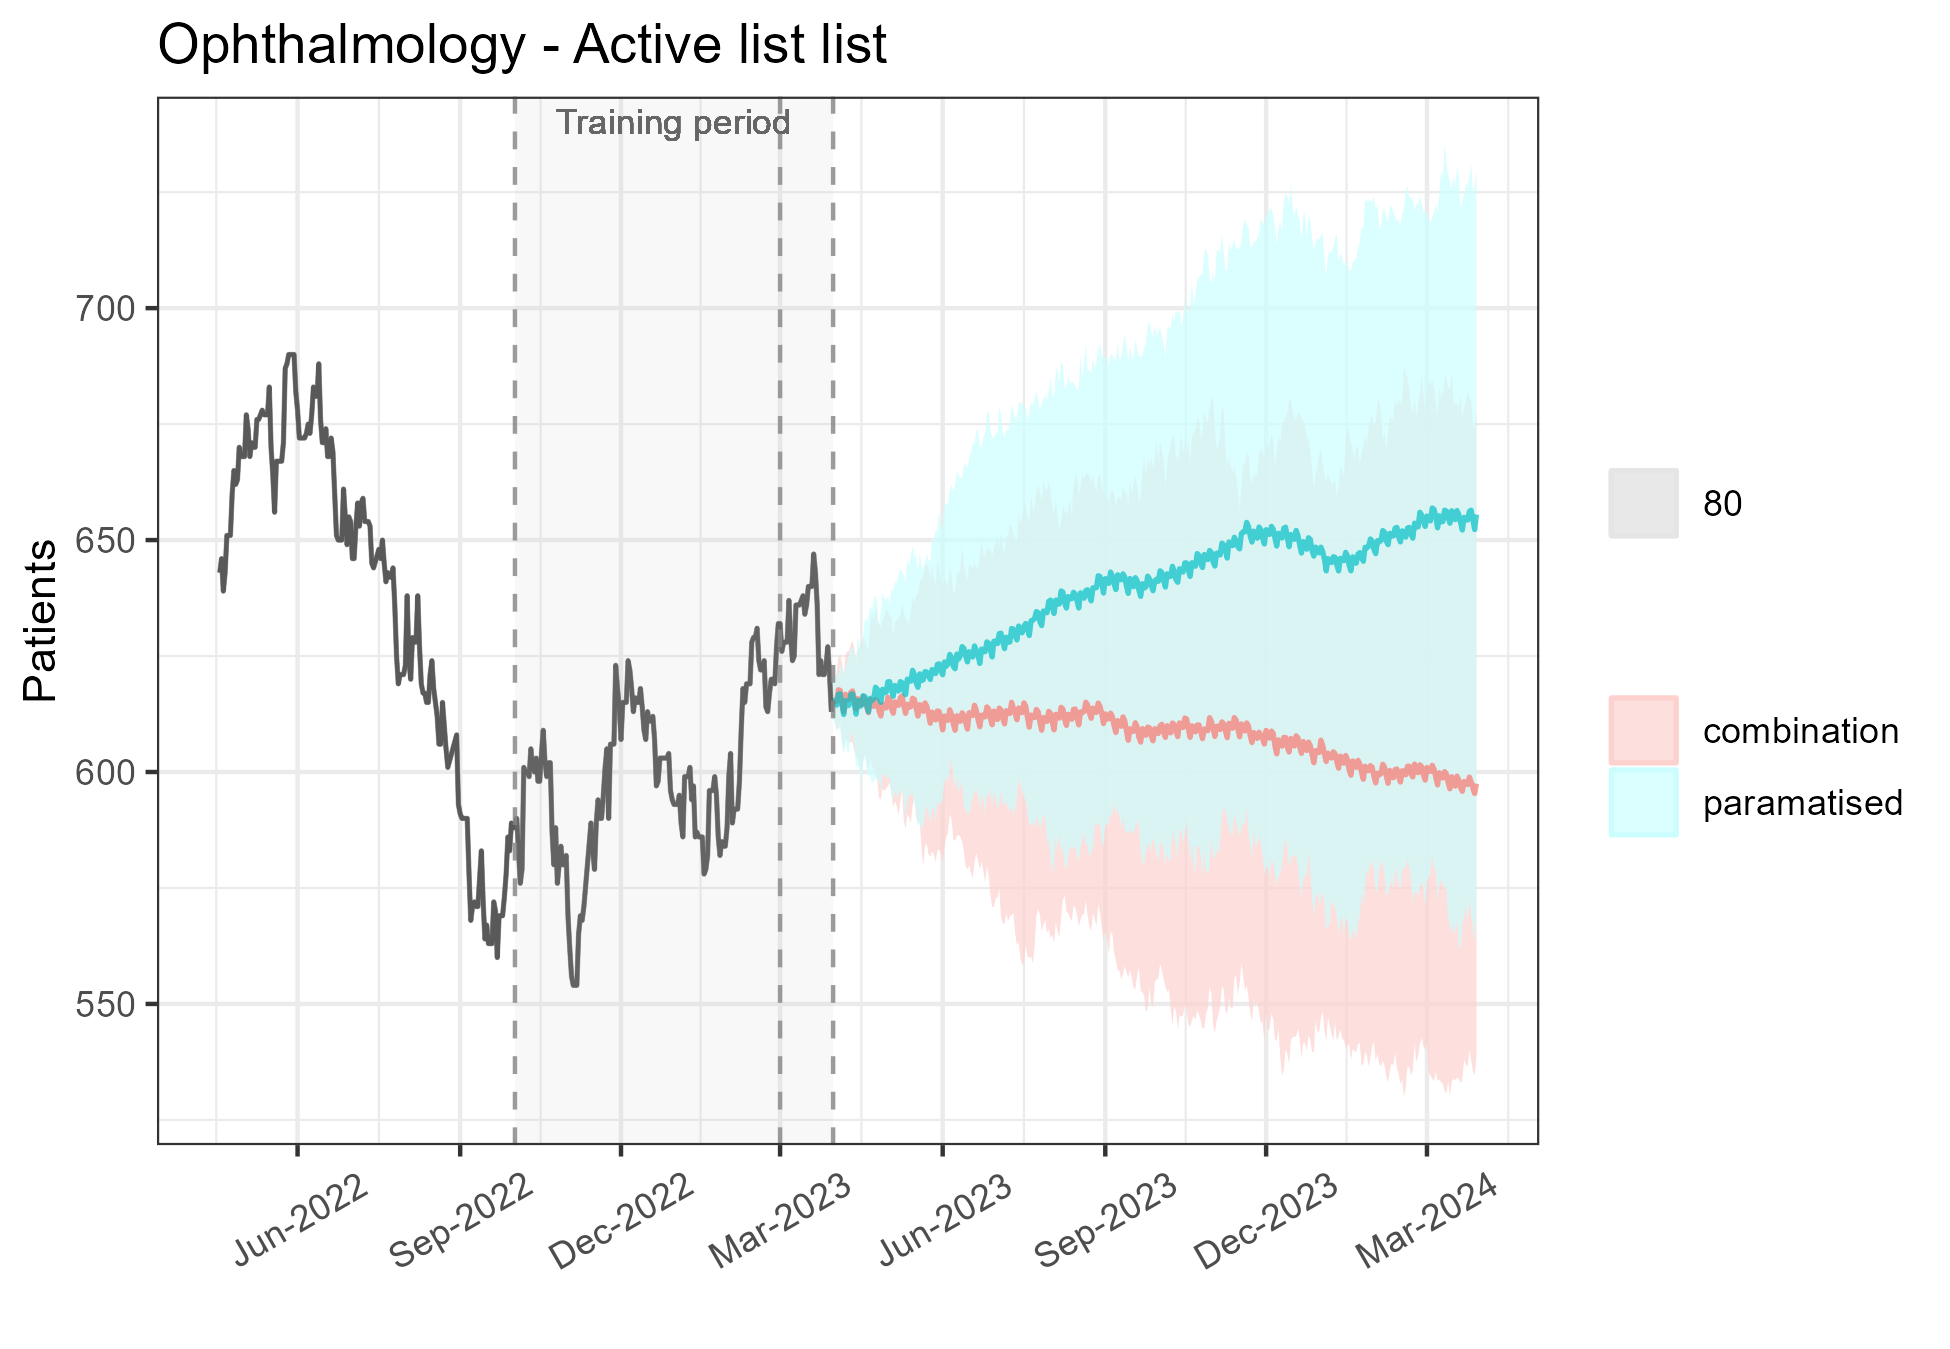 Ophthalmology - Active list list
Training period
Patients
700
650
600
550
Jun-2022
Sep-2022
Dec-2022
Mar-2023
Jun-2023
Sep-2023
Dec-2023
Mar-2024
80
combination
paramatised